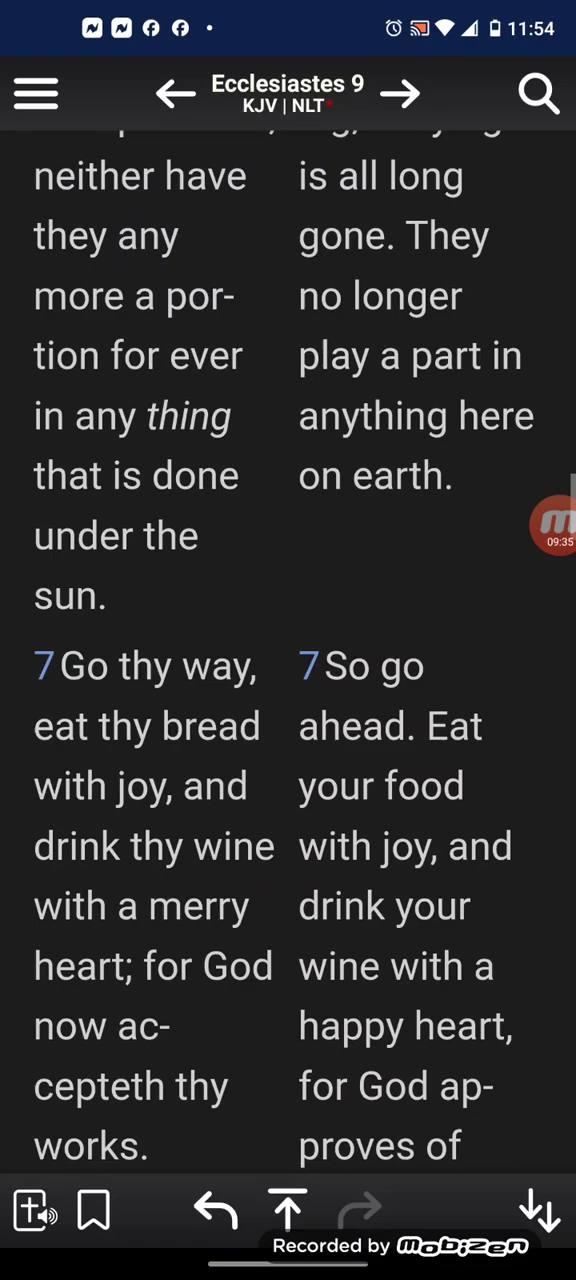 11:54
Ecclesiastes 9
KJV | NLT*
neither have
they any
more a por-
tion for ever
in any thing
that is done
under the
sun.
7 Go thy way,
eat thy bread
with joy, and
drink thy wine
with a merry
heart; for God
now ac-
cepteth thy
works.
is all long
gone. They
no longer
play a part in
anything here
on earth.
7 So go
ahead. Eat
your food
with joy, and
drink your
wine with a
happy heart,
for God ap-
proves of
09:35
Recorded by mobizen